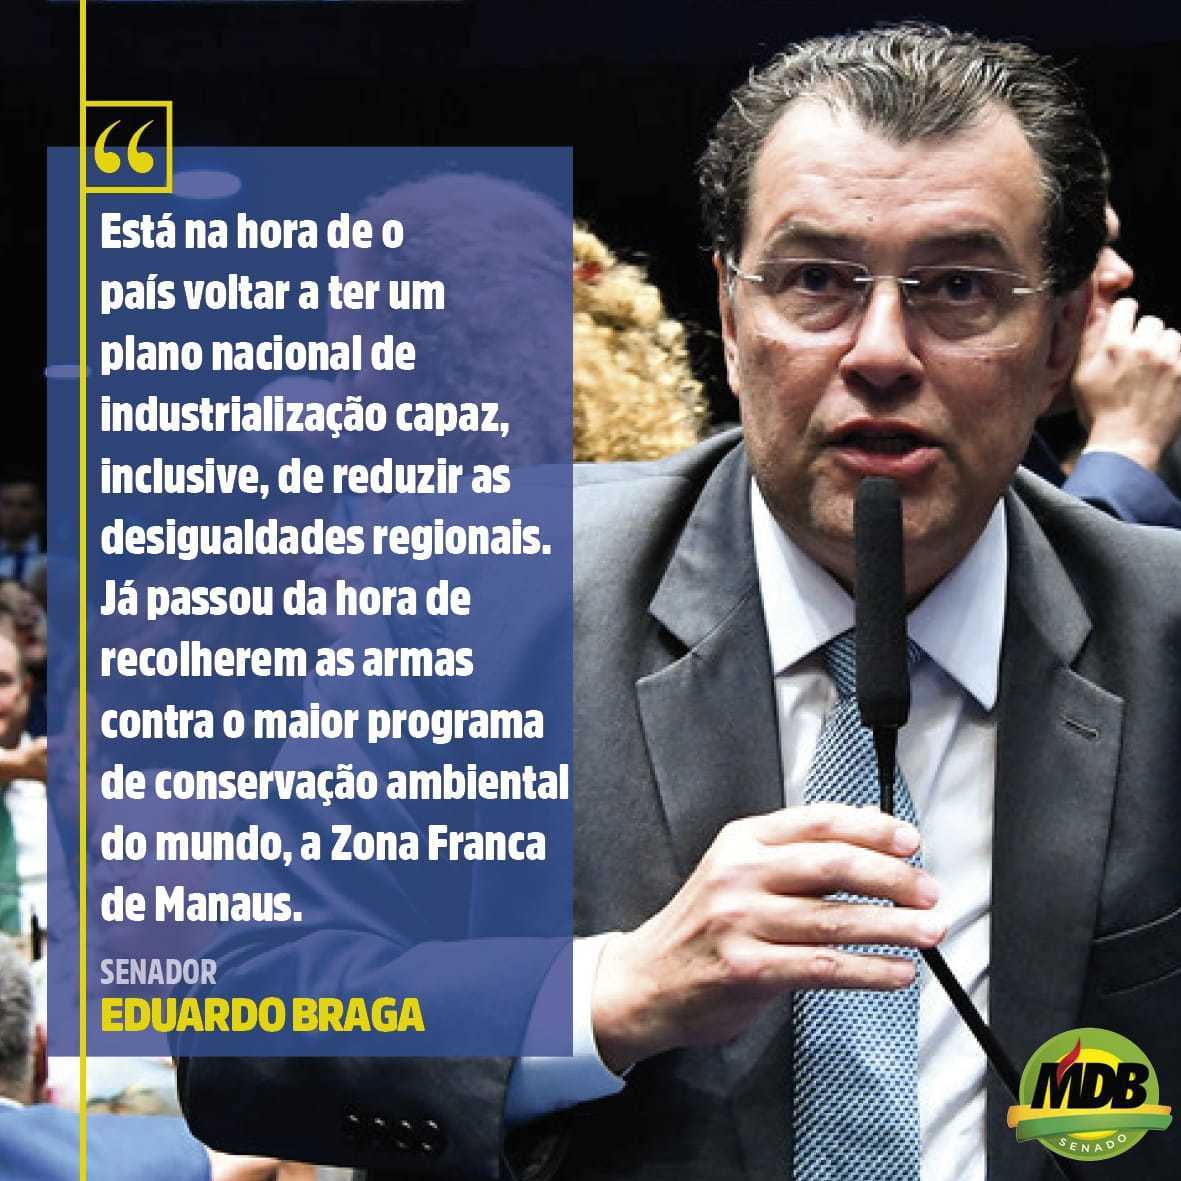 “
Está na hora de o
país voltar a ter um
plano nacional de
industrialização capaz,
inclusive, de reduzir as
desigualdades regionais.
Já passou da hora de
recolherem as armas
contra o maior programa
de conservação ambiental
do mundo, a Zona Franca
de Manaus.
SENADOR
EDUARDO BRAGA
MDB
SENADO